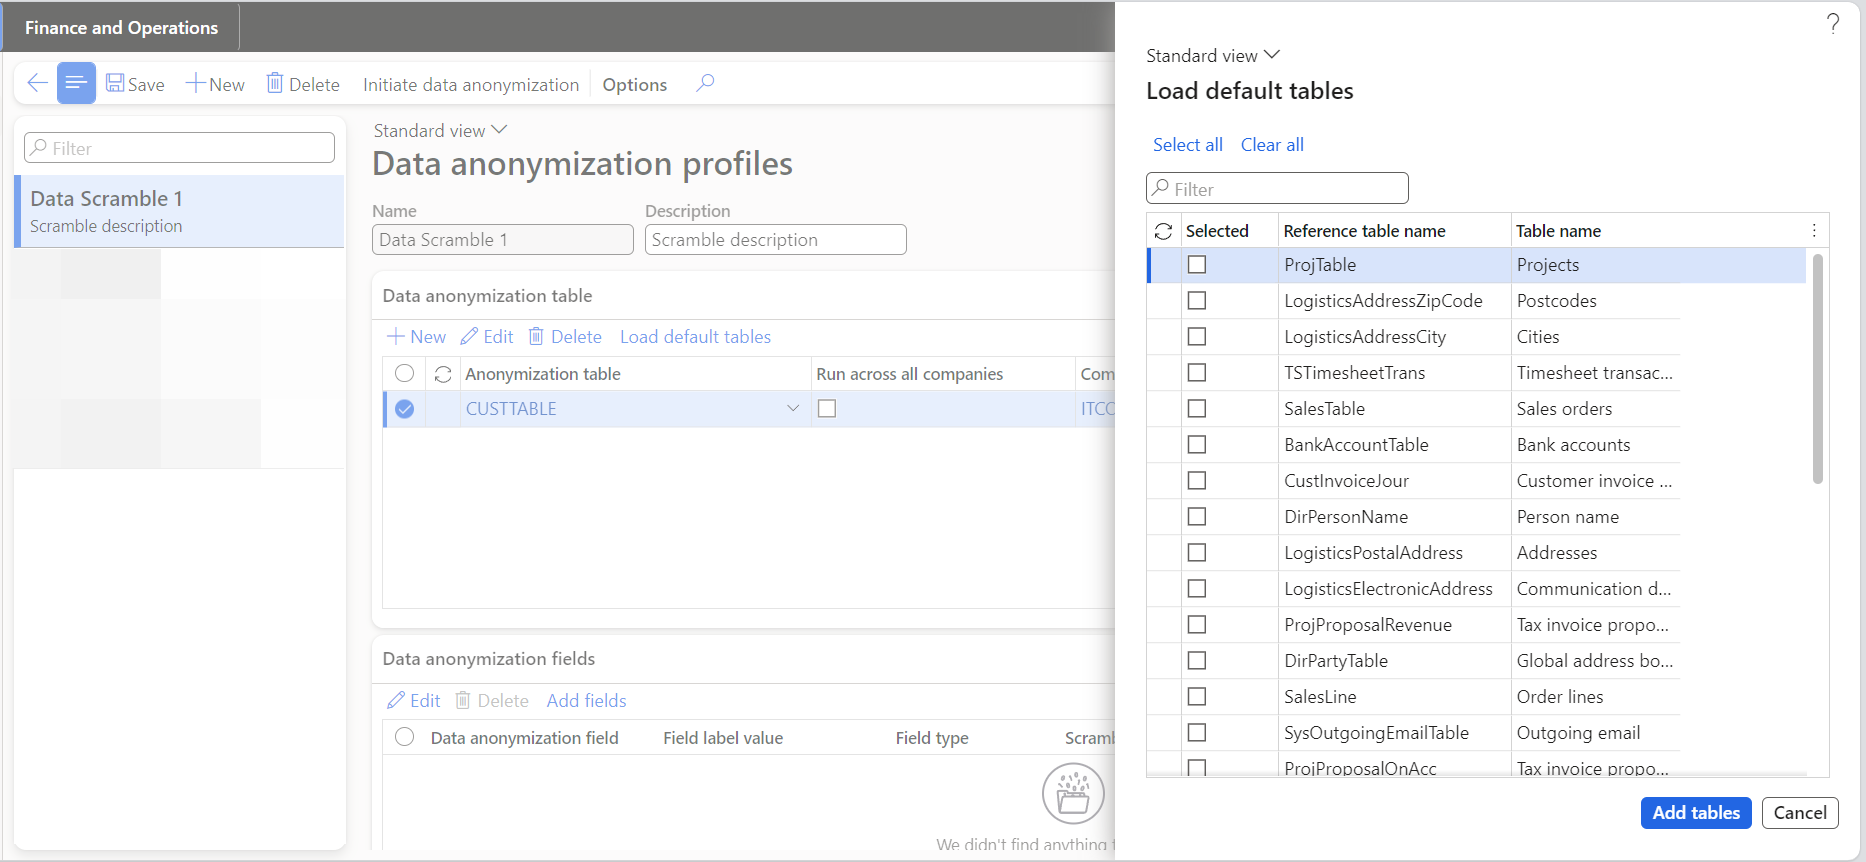 Finance and Operations
Save
New
Delete
Initiate data anonymization
Options
Filter
Data Scramble 1
Scramble description
Standard view
Data anonymization profiles
Name Description
Data Scramble 1 Scramble description
Data anonymization table
New Edit Delete Load default tables
Anonymization table Run across all companies Com
CUSTTABLE ITCC
Data anonymization fields
Edit Delete Add fields
Data anonymization field Field label value Field type Scramb
We didn't find anything t
?
Standard view
Load default tables
Select all Clear all
Filter
Selected Reference table name Table name
ProjTable Projects
LogisticsAddressZipCode Postcodes
LogisticsAddressCity Cities
TSTimesheetTrans Timesheet transac...
SalesTable Sales orders
BankAccountTable Bank accounts
CustInvoiceJour Customer invoice ...
DirPersonName Person name
LogisticsPostalAddress Addresses
LogisticsElectronicAddress Communication d...
ProjProposalRevenue Tax invoice propo...
DirPartyTable Global address bo...
SalesLine Order lines
SysOutgoingEmailTable Outgoing email
ProjProposalOnAcc Tax invoice propo...
Add tables Cancel